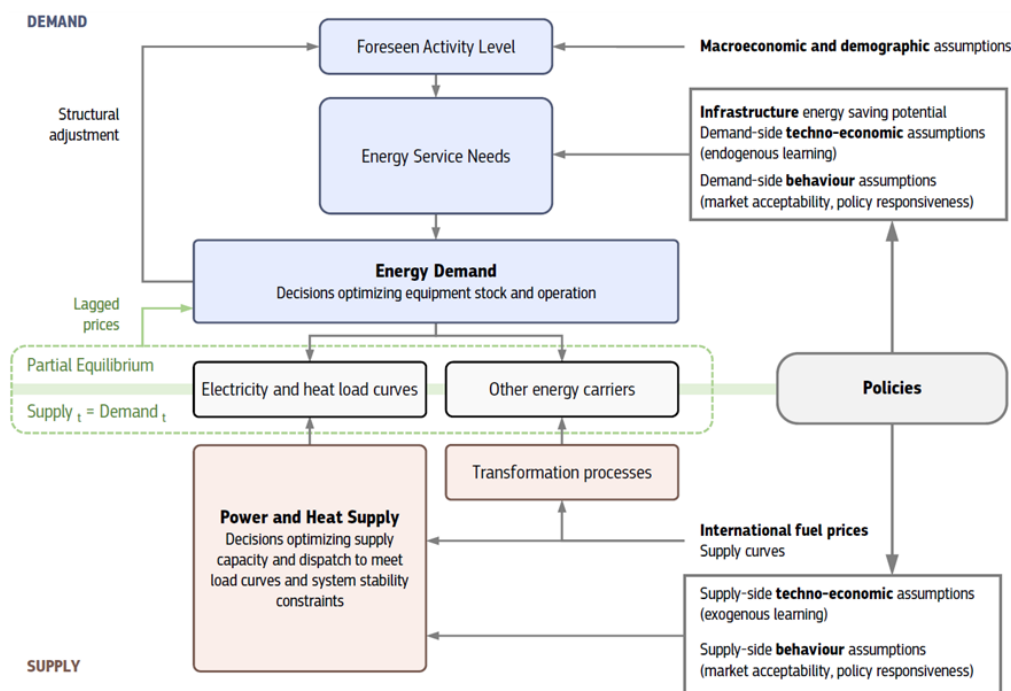 DEMAND
Foreseen Activity Level
Macroeconomic and demographic assumptions
Structural
adjustment
Infrastructure energy saving potential
Demand-side techno-economic assumptions
(endogenous learning)
Demand-side behaviour assumptions
(market acceptability, policy responsiveness)
Energy Service Needs
Energy Demand
Decisions optimizing equipment stock and operation
Lagged
prices
Partial Equilibrium
Supply t = Demand t
Electricity and heat load curves
Other energy carriers
Policies
Transformation processes
Power and Heat Supply
Decisions optimizing supply
capacity and dispatch to meet
load curves and system stability
constraints
International fuel prices
Supply curves
Supply-side techno-economic assumptions
(exogenous learning)
Supply-side behaviour assumptions
(market acceptability, policy responsiveness)
SUPPLY